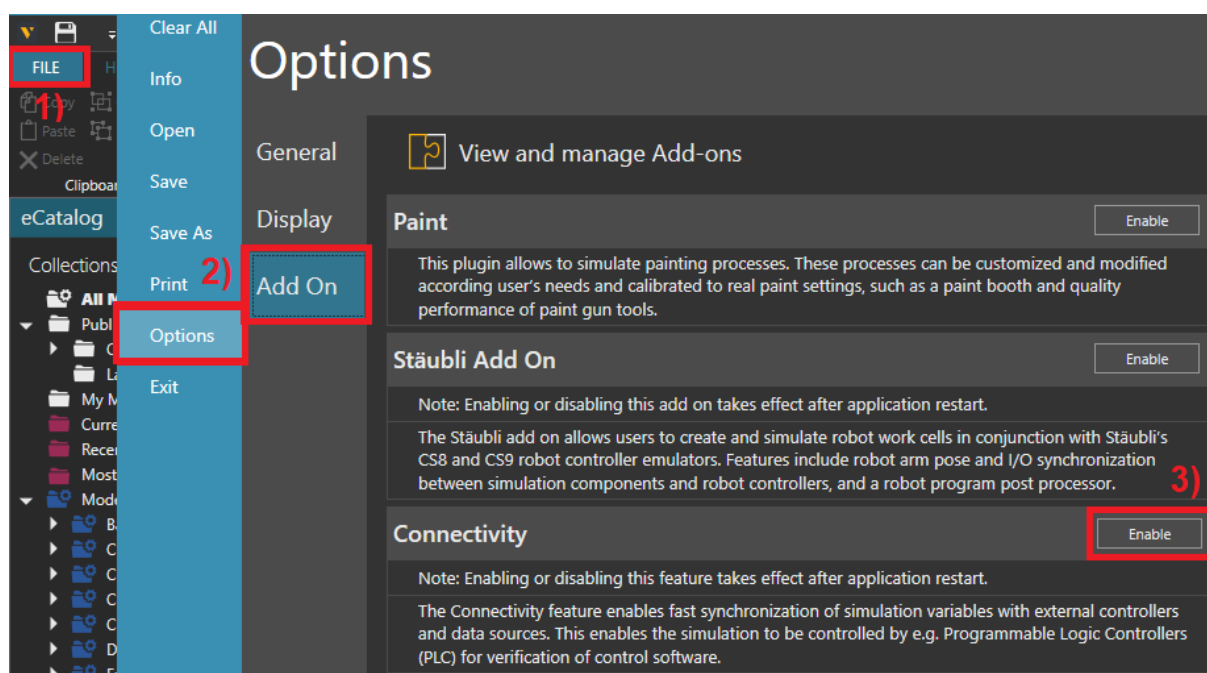 FILE
1)
Copy
Paste
Delete
eCatalog
Collections
Clear All
Info
Open
Save
Save As
Print
2)
Options
Exit
Options
General
Display
Add On
View and manage Add-ons
Paint
Enable
This plugin allows to simulate painting processes. These processes can be customized and modified
according user's needs and calibrated to real paint settings, such as a paint booth and quality
performance of paint gun tools.
Stäubli Add On
Enable
Note: Enabling or disabling this add on takes effect after application restart.
The Stäubli add on allows users to create and simulate robot work cells in conjunction with Stäubli's
CS8 and CS9 robot controller emulators. Features include robot arm pose and I/O synchronization
between simulation components and robot controllers, and a robot program post processor.
3)
Connectivity
Enable
Note: Enabling or disabling this feature takes effect after application restart.
The Connectivity feature enables fast synchronization of simulation variables with external controllers
and data sources. This enables the simulation to be controlled by e.g. Programmable Logic Controllers
(PLC) for verification of control software.